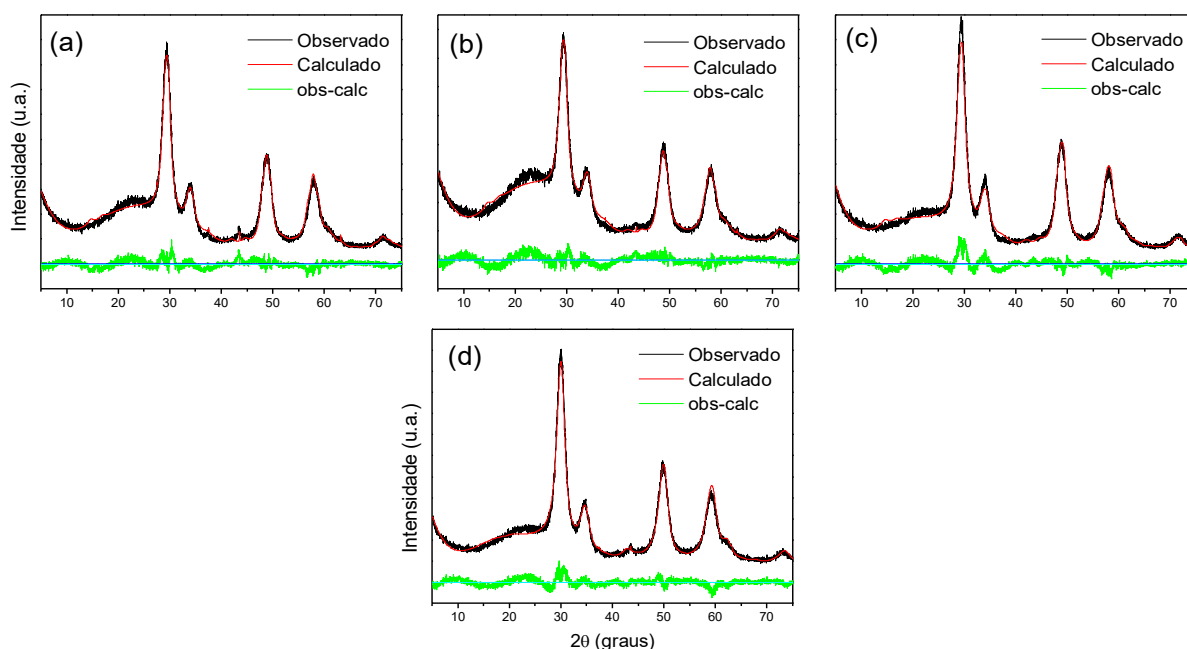 (a)
Observado
Calculado
obs-calc
Intensidade (u.a.)
10 20 30 40 50 60 70
(b)
Observado
Calculado
obs-calc
10 20 30 40 50 60 70
(c)
Observado
Calculado
obs-calc
10 20 30 40 50 60 70
(d)
Observado
Calculado
obs-calc
Intensidade (u.a.)
10 20 30 40 50 60 70
2θ (graus)